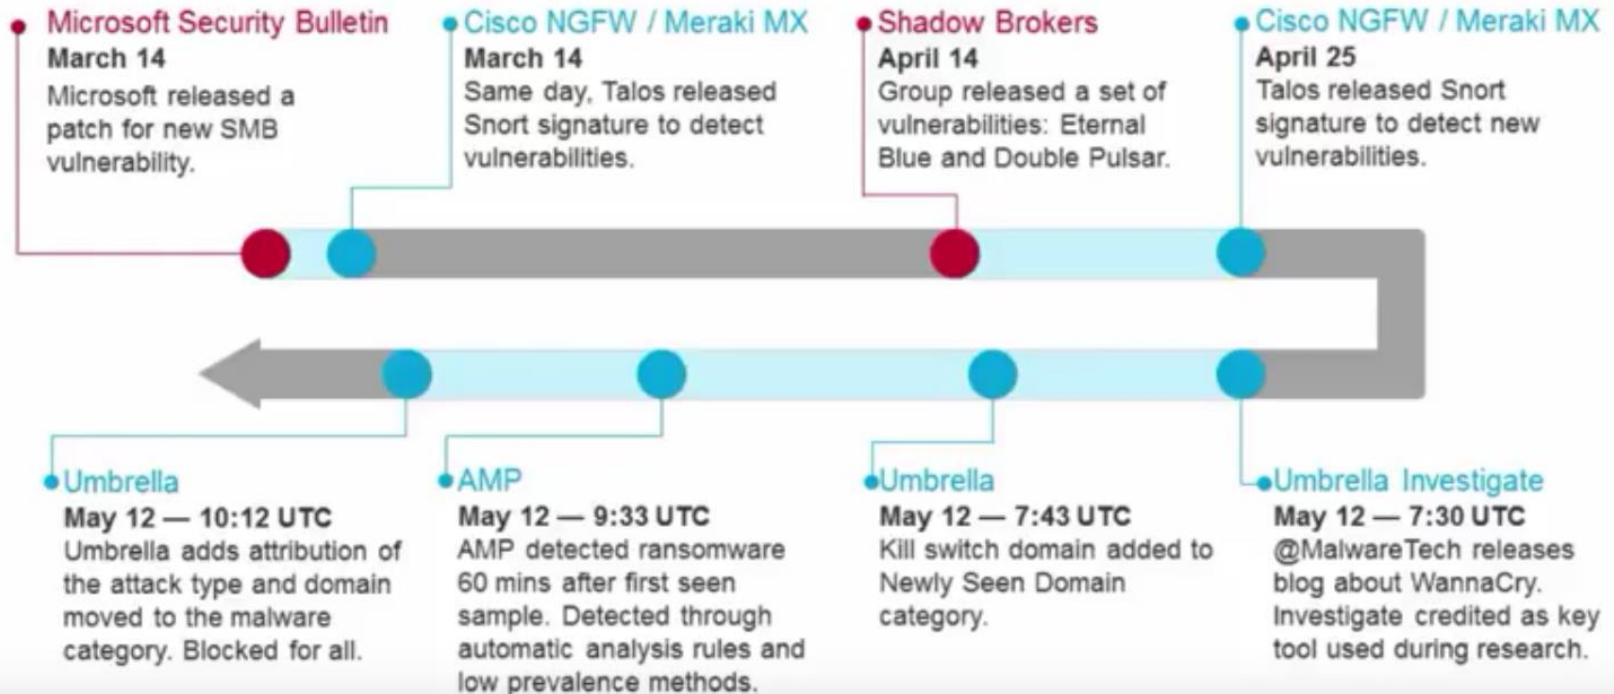 Microsoft Security Bulletin
March 14
Microsoft released a
patch for new SMB
vulnerability.
Cisco NGFW / Meraki MX
March 14
Same day, Talos released
Snort signature to detect
vulnerabilities.
Shadow Brokers
April 14
Group released a set of
vulnerabilities: Eternal
Blue and Double Pulsar.
Cisco NGFW / Meraki MX
April 25
Talos released Snort
signature to detect new
vulnerabilities.
Umbrella
May 12 — 10:12 UTC
Umbrella adds attribution of
the attack type and domain
moved to the malware
category. Blocked for all.
AMP
May 12 — 9:33 UTC
AMP detected ransomware
60 mins after first seen
sample. Detected through
automatic analysis rules and
low prevalence methods.
Umbrella
May 12 — 7:43 UTC
Kill switch domain added to
Newly Seen Domain
category.
Umbrella Investigate
May 12 — 7:30 UTC
@MalwareTech releases
blog about WannaCry.
Investigate credited as key
tool used during research.